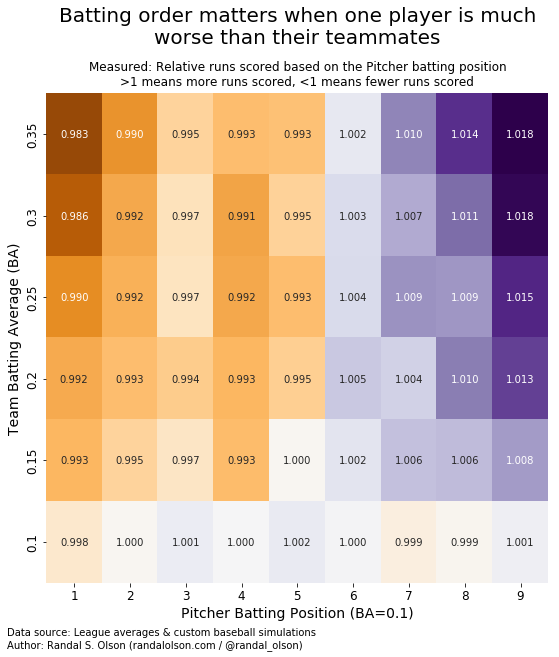 Batting order matters when one player is much
worse than their teammates
Measured: Relative runs scored based on the Pitcher batting position
>1 means more runs scored, <1 means fewer runs scored
Team Batting Average (BA)
0.35 0.983 0.990 0.995 0.993 0.993 1.002 1.010 1.014 1.018
0.3 0.986 0.992 0.997 0.991 0.995 1.003 1.007 1.011 1.018
0.25 0.990 0.992 0.997 0.992 0.993 1.004 1.009 1.009 1.015
0.2 0.992 0.993 0.994 0.993 0.995 1.005 1.004 1.010 1.013
0.15 0.993 0.995 0.997 0.993 1.000 1.002 1.006 1.006 1.008
0.1 0.998 1.000 1.001 1.000 1.002 1.000 0.999 0.999 1.001
1 2 3 4 5 6 7 8 9
Pitcher Batting Position (BA=0.1)
Data source: League averages & custom baseball simulations
Author: Randal S. Olson (randalolson.com / @randal_olson)